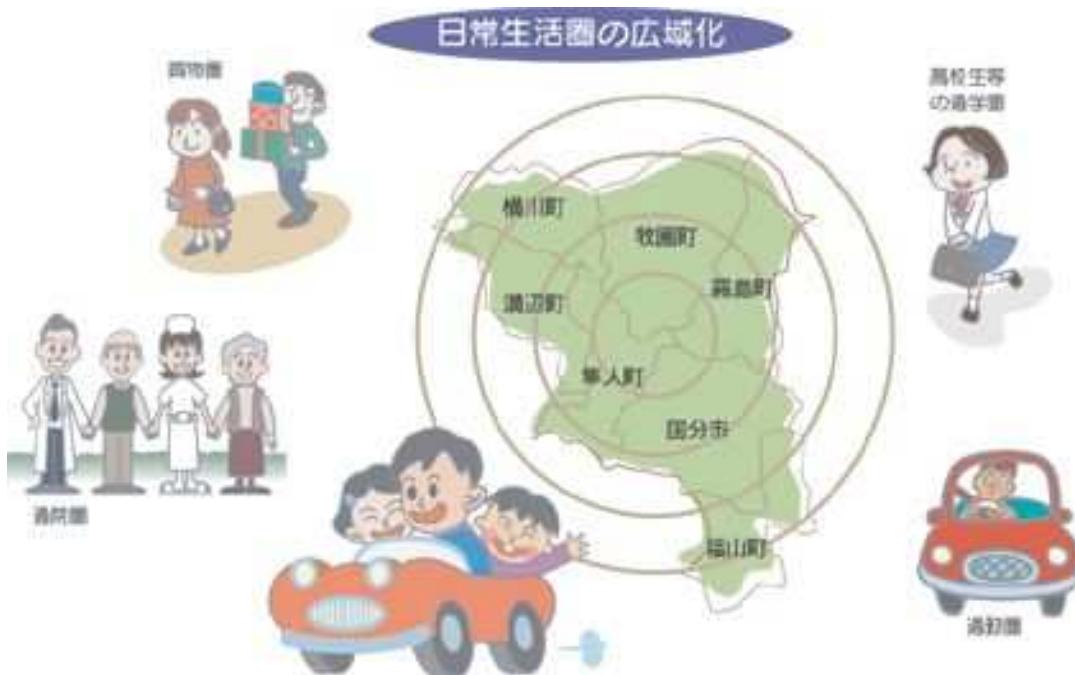 日常生活圏の広域化
買物圏
高校生等
の通学圏
横川町
牧園町
霧島町
溝辺町
隼人町
国分市
福山町
通院圏
通勤圏